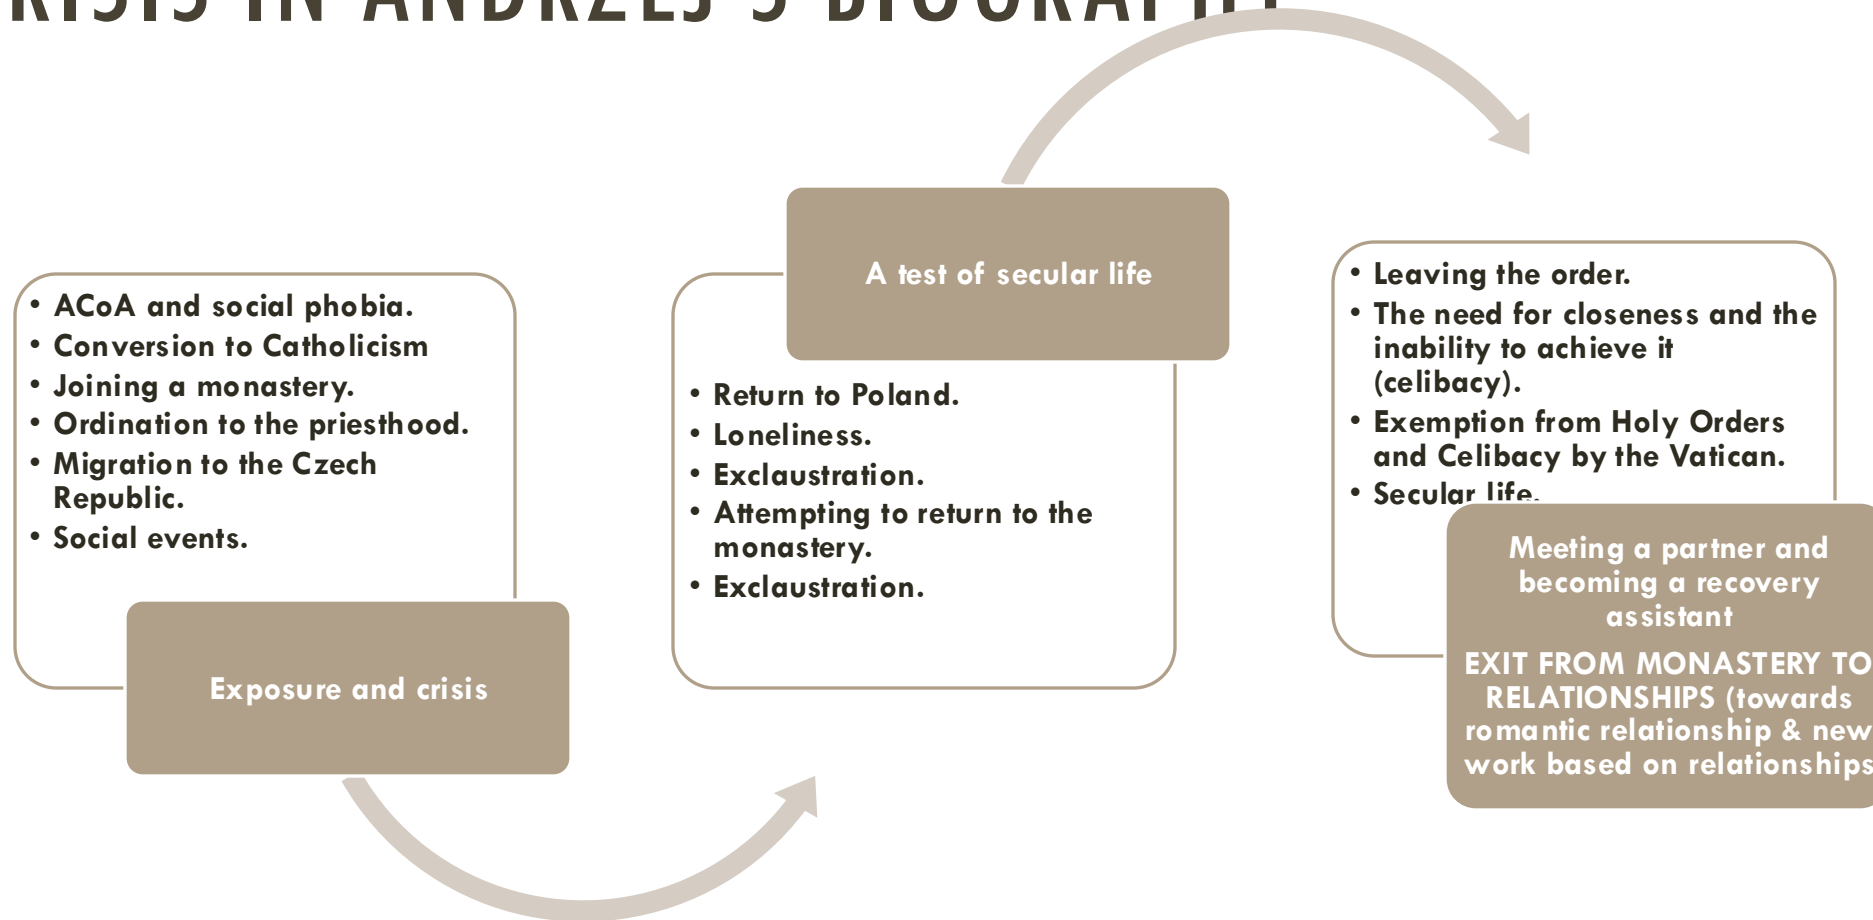 RISIS IN ANDRZEJ'S BIOGRAPHY
• ACoA and social phobia.
• Conversion to Catholicism
• Joining a monastery.
• Ordination to the priesthood.
• Migration to the Czech
Republic.
• Social events.
Exposure and crisis
A test of secular life
• Return to Poland.
• Loneliness.
• Exclaustration.
• Attempting to return to the
monastery.
• Exclaustration.
• Leaving the order.
• The need for closeness and the
inability to achieve it
(celibacy).
• Exemption from Holy Orders
and Celibacy by the Vatican.
• Secular life.
Meeting a partner and
becoming a recovery
assistant
EXIT FROM MONASTERY TO
RELATIONSHIPS (towards
romantic relationship & new
work based on relationships